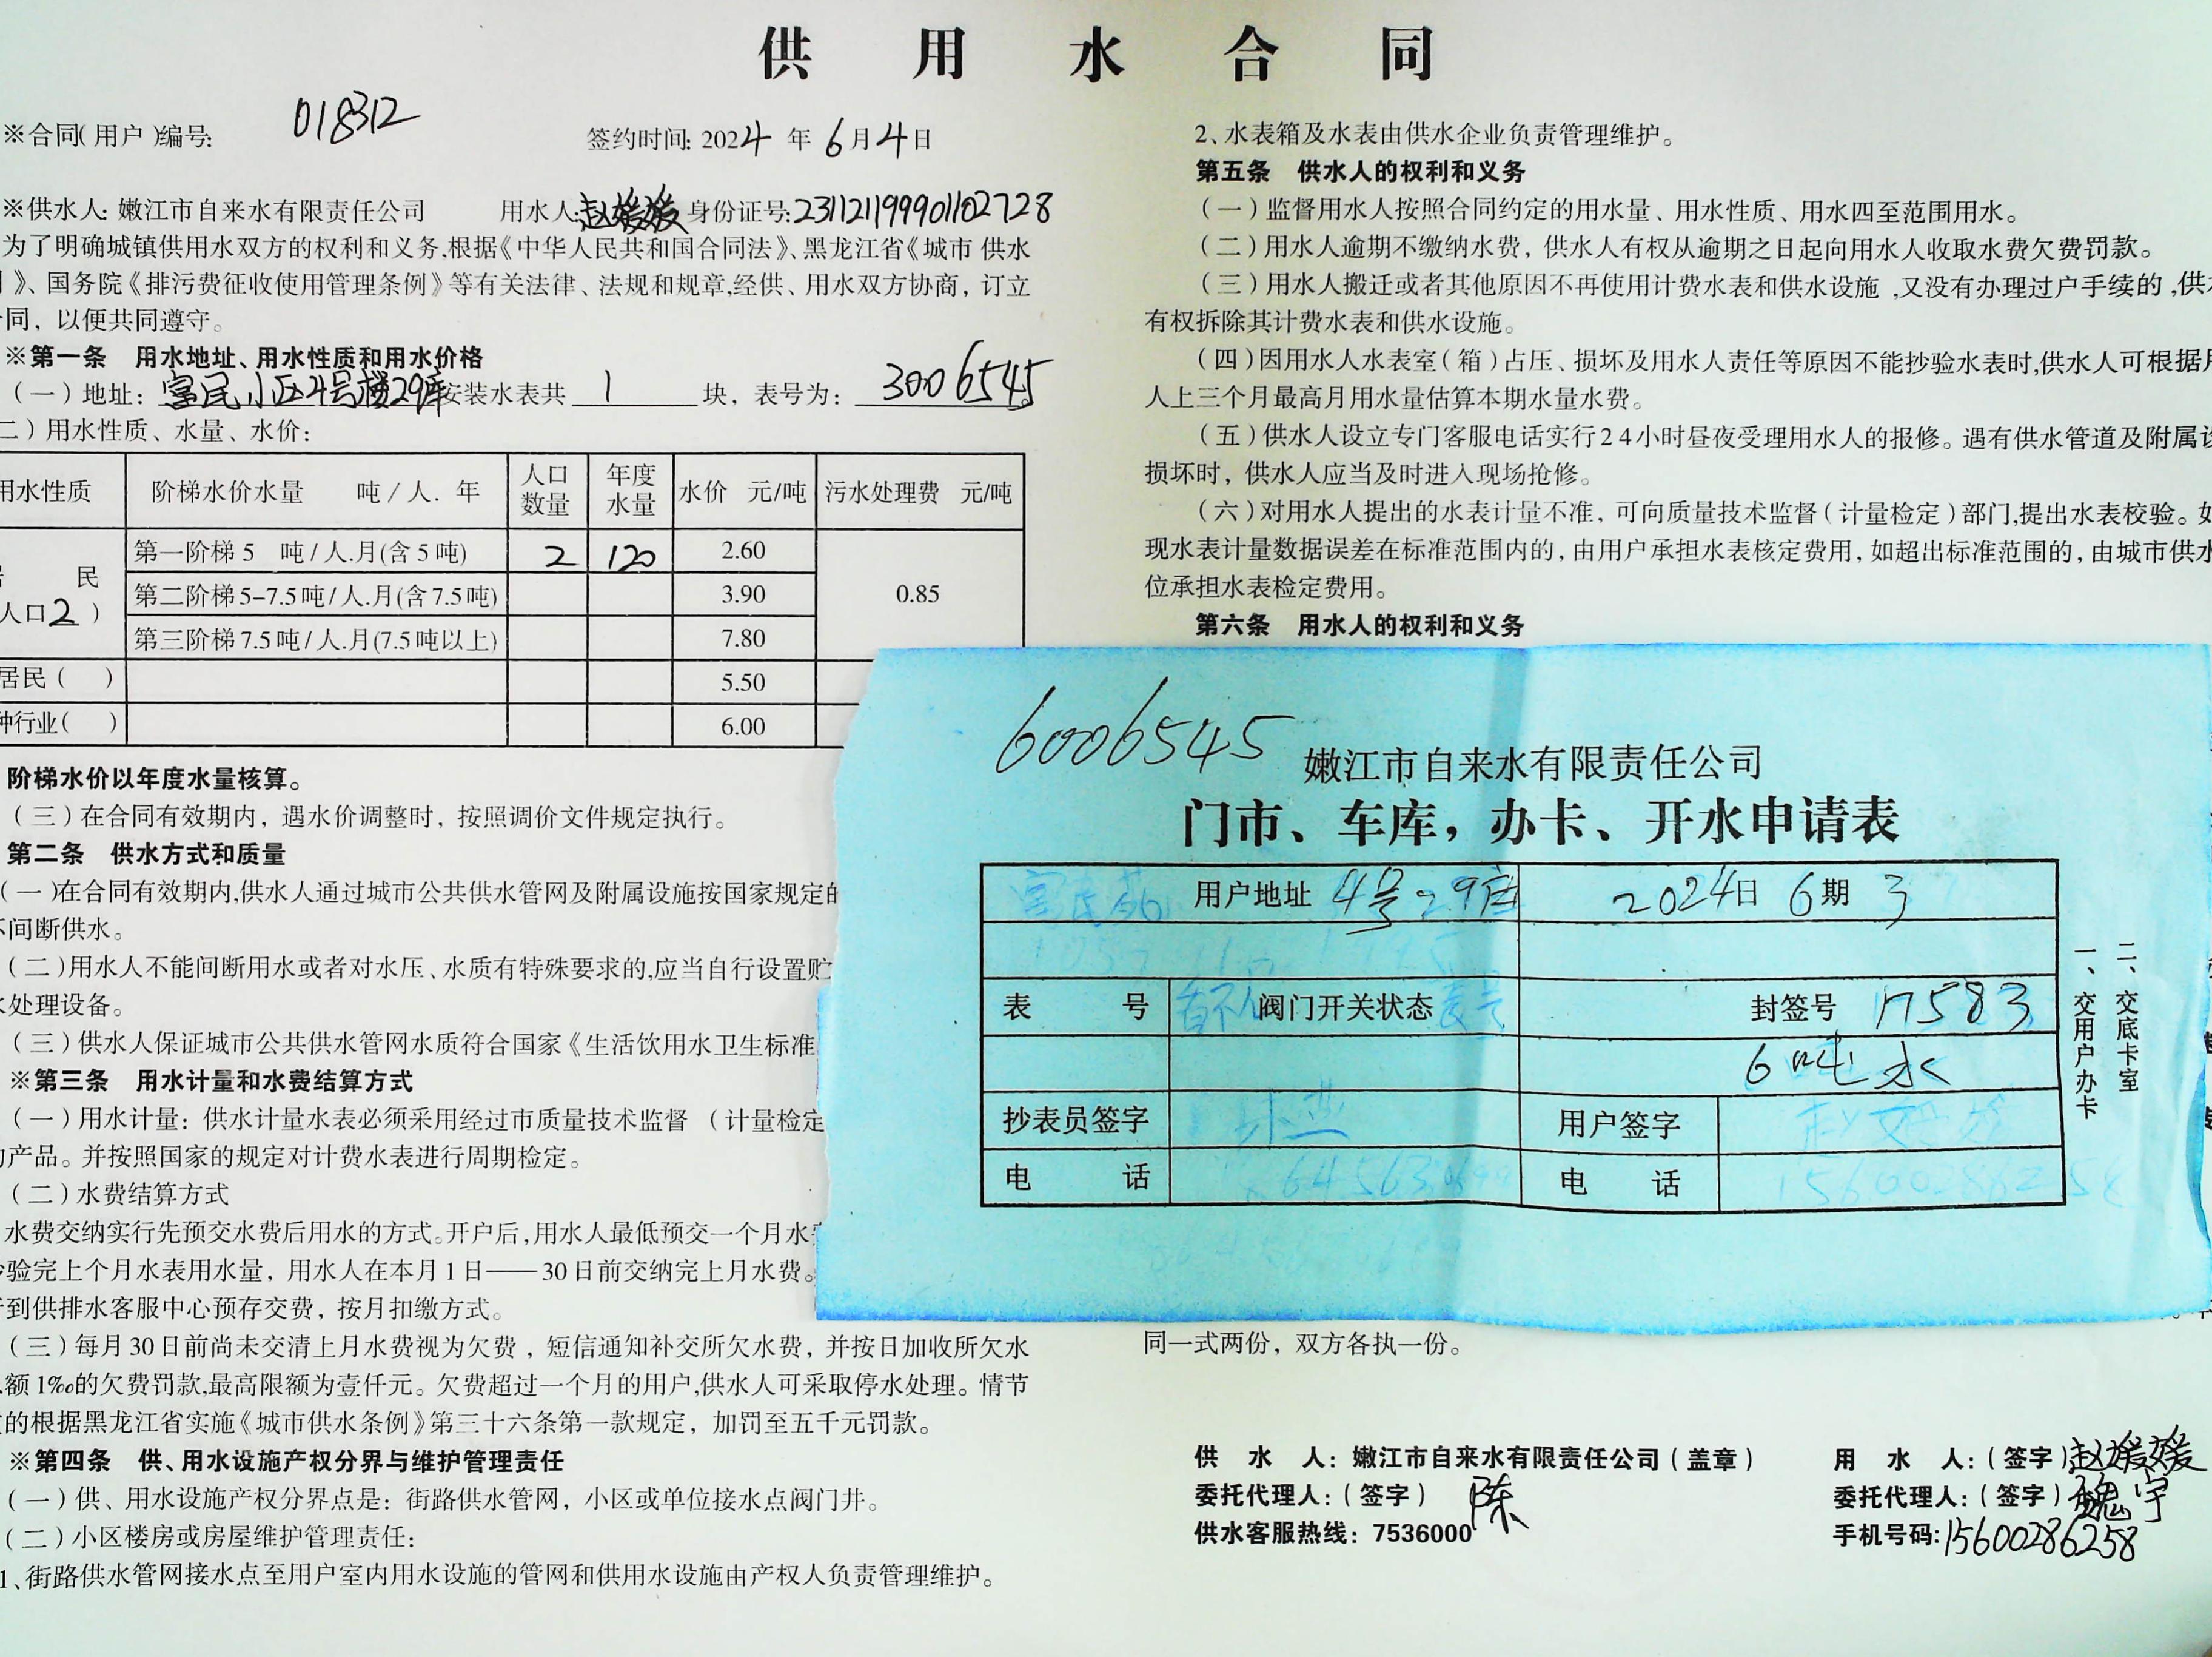 供用水合同
※合同(用户)编号: 018312 签约时间: 2024年6月4日
※供水人: 嫩江市自来水有限责任公司 用水人: 赵媛媛 身份证号: 231121199901102728
为了明确城镇供用水双方的权利和义务,根据《中华人民共和国合同法》、黑龙江省《城市供水
》、国务院《排污费征收使用管理条例》等有关法律、法规和规章,经供、用水双方协商，订立
同，以便共同遵守。
※第一条 用水地址、用水性质和用水价格
（一）地址：富民小区4号楼29库 安装水表共 1 块，表号为：3006545
二）用水性质、水量、水价：
用水性质 阶梯水价水量 吨/人.年 人口数量 年度水量 水价 元/吨 污水处理费 元/吨
第一阶梯5 吨/人.月(含5吨) 2 120 2.60
民
人口2）
第二阶梯5-7.5吨/人.月(含7.5吨) 3.90 0.85
第三阶梯7.5吨/人.月(7.5吨以上) 7.80
居民（ ） 5.50
种行业（ ） 6.00
阶梯水价以年度水量核算。
（三）在合同有效期内，遇水价调整时，按照调价文件规定执行。
第二条 供水方式和质量
（一)在合同有效期内,供水人通过城市公共供水管网及附属设施按国家规定的
间断供水。
（二)用水人不能间断用水或者对水压、水质有特殊要求的,应当自行设置贮
水处理设备。
（三）供水人保证城市公共供水管网水质符合国家《生活饮用水卫生标准
※第三条 用水计量和水费结算方式
（一）用水计量：供水计量水表必须采用经过市质量技术监督（计量检定
产品。并按照国家的规定对计费水表进行周期检定。
（二）水费结算方式
水费交纳实行先预交水费后用水的方式。开户后,用水人最低预交一个月水
验完上个月水表用水量，用水人在本月1日——30日前交纳完上月水费。
到供排水客服中心预存交费，按月扣缴方式。
（三）每月30日前尚未交清上月水费视为欠费，短信通知补交所欠水费，并按日加收所欠水
额1‰的欠费罚款,最高限额为壹仟元。欠费超过一个月的用户,供水人可采取停水处理。情节
的根据黑龙江省实施《城市供水条例》第三十六条第一款规定，加罚至五千元罚款。
※第四条 供、用水设施产权分界与维护管理责任
（一）供、用水设施产权分界点是：街路供水管网，小区或单位接水点阀门井。
（二）小区楼房或房屋维护管理责任：
1、街路供水管网接水点至用户室内用水设施的管网和供用水设施由产权人负责管理维护。
2、水表箱及水表由供水企业负责管理维护。
第五条 供水人的权利和义务
（一）监督用水人按照合同约定的用水量、用水性质、用水四至范围用水。
（二）用水人逾期不缴纳水费，供水人有权从逾期之日起向用水人收取水费欠费罚款。
（三）用水人搬迁或者其他原因不再使用计费水表和供水设施,又没有办理过户手续的,供
有权拆除其计费水表和供水设施。
（四）因用水人水表室（箱）占压、损坏及用水人责任等原因不能抄验水表时,供水人可根据用
人上三个月最高月用水量估算本期水量水费。
（五）供水人设立专门客服电话实行24小时昼夜受理用水人的报修。遇有供水管道及附属设
损坏时，供水人应当及时进入现场抢修。
（六）对用水人提出的水表计量不准，可向质量技术监督（计量检定）部门,提出水表校验。如
现水表计量数据误差在标准范围内的，由用户承担水表核定费用，如超出标准范围的，由城市供水
位承担水表检定费用。
第六条 用水人的权利和义务
6006545 嫩江市自来水有限责任公司
门市、车库，办卡、开水申请表
富民苑 用户地址 4号29库 2024日6期3
表号 阀门开关状态 封签号 17583
6吨水
抄表员签字 用户签字 赵媛媛
电话 电话 15600286258
一、交用户办卡
二、交底卡室
同一式两份，双方各执一份。
供水人：嫩江市自来水有限责任公司（盖章） 用水人：（签字）赵媛媛
委托代理人：（签字）陈 委托代理人：（签字）魏宇
供水客服热线：7536000 手机号码：15600286258